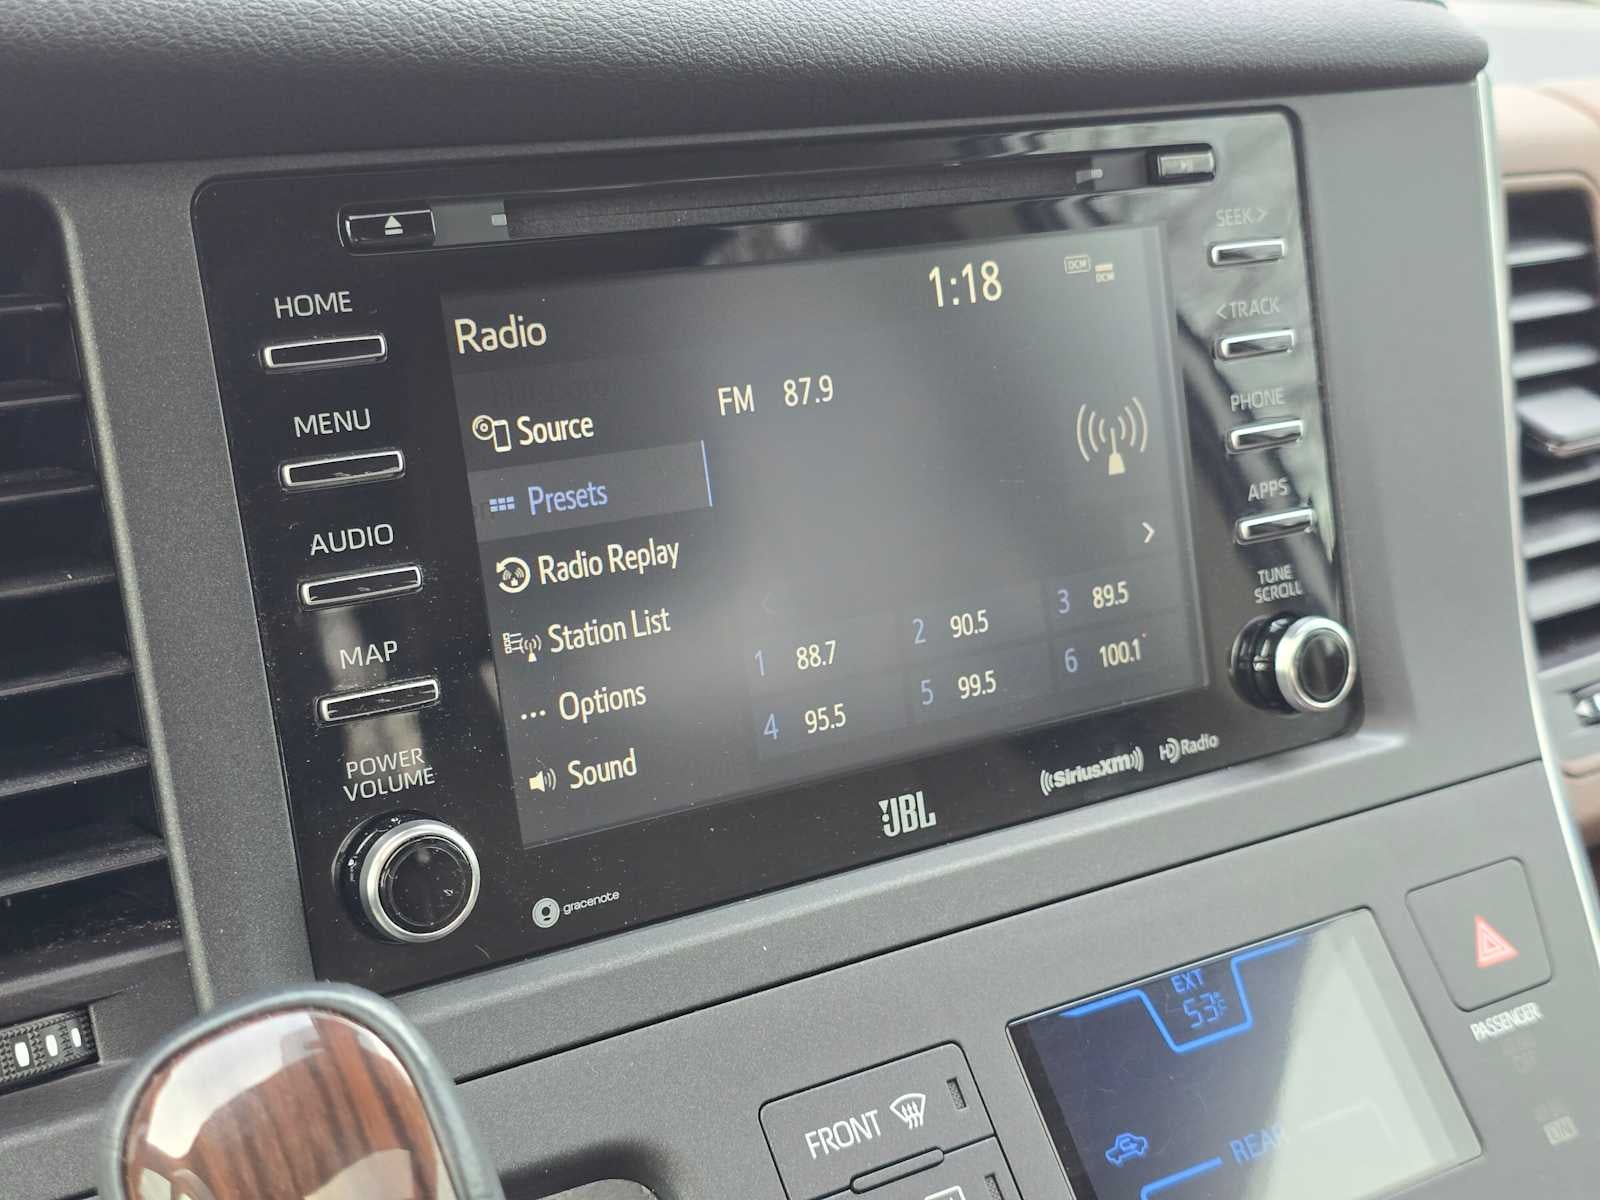 SEEK >
HOME
1:18
DCM
DCM
Radio
< TRACK
FM 87.9
MENU
Source
PHONE
Presets
APPS
AUDIO
Radio Replay
TUNE
SCROLL
Station List
1 88.7
2 90.5
3 89.5
MAP
Options
4 95.5
5 99.5
6 100.1
POWER
VOLUME
Sound
JBL
SiriusXM
HD Radio
gracenote
EXT
53°F
PASSENGER
FRONT
REAR